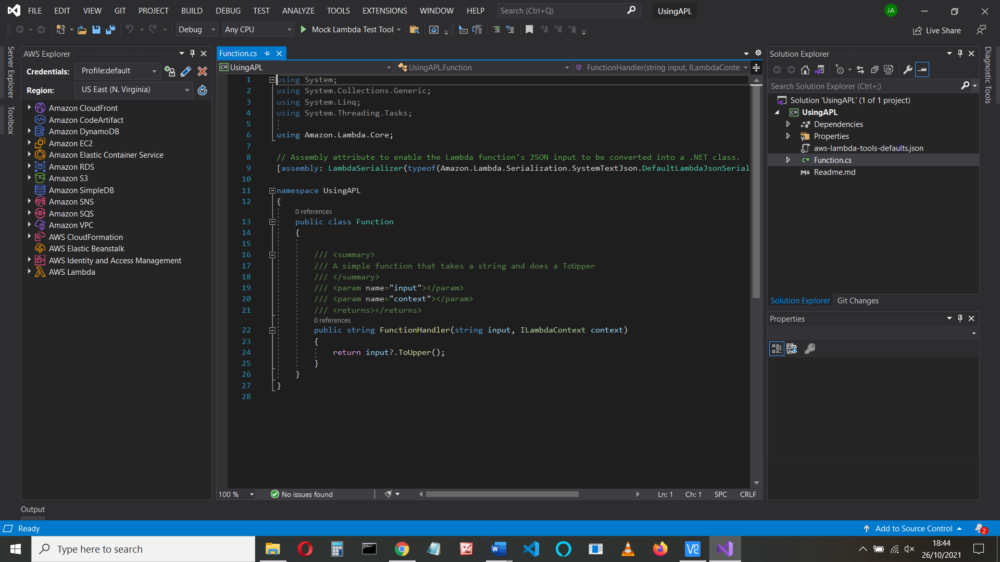 FILE EDIT VIEW GIT PROJECT BUILD DEBUG TEST ANALYZE TOOLS EXTENSIONS WINDOW HELP Search (Ctrl+Q) UsingAPL JA
Debug Any CPU Mock Lambda Test Tool Live Share
Server Explorer
Toolbox
AWS Explorer
Credentials: Profile:default
Region: US East (N. Virginia)
Amazon CloudFront
Amazon CodeArtifact
Amazon DynamoDB
Amazon EC2
Amazon Elastic Container Service
Amazon RDS
Amazon S3
Amazon SimpleDB
Amazon SNS
Amazon SQS
Amazon VPC
AWS CloudFormation
AWS Elastic Beanstalk
AWS Identity and Access Management
AWS Lambda
Function.cs
UsingAPL UsingAPL.Function FunctionHandler(string input, ILambdaConte
1 using System;
2 using System.Collections.Generic;
3 using System.Linq;
4 using System.Threading.Tasks;
5
6 using Amazon.Lambda.Core;
7
8 // Assembly attribute to enable the Lambda function's JSON input to be converted into a .NET class.
9 [assembly: LambdaSerializer(typeof(Amazon.Lambda.Serialization.SystemTextJson.DefaultLambdaJsonSerial
10
11 namespace UsingAPL
12 {
0 references
13 public class Function
14 {
15
16 /// <summary>
17 /// A simple function that takes a string and does a ToUpper
18 /// </summary>
19 /// <param name="input"></param>
20 /// <param name="context"></param>
21 /// <returns></returns>
0 references
22 public string FunctionHandler(string input, ILambdaContext context)
23 {
24 return input?.ToUpper();
25 }
26 }
27 }
28
100 % No issues found Ln: 1 Ch: 1 SPC CRLF
Solution Explorer
Search Solution Explorer (Ctrl+;)
Solution 'UsingAPL' (1 of 1 project)
C# UsingAPL
Dependencies
Properties
aws-lambda-tools-defaults.json
C# Function.cs
Readme.md
Solution Explorer Git Changes
Properties
Diagnostic Tools
Output
Ready Add to Source Control 2
Type here to search 18:44
26/10/2021